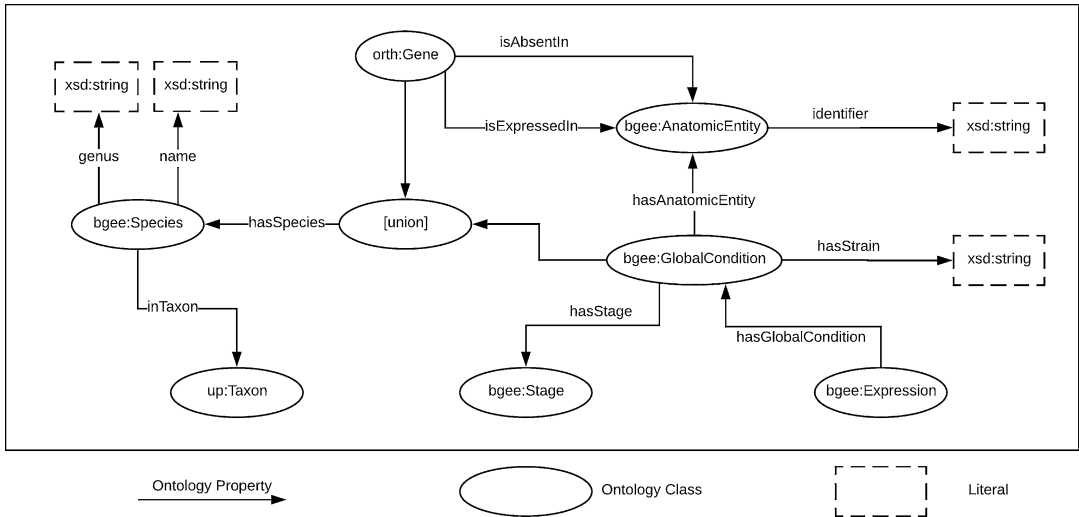 isAbsentIn
orth:Gene
xsd:string
xsd:string
identifier
isExpressedIn
bgee:AnatomicEntity
xsd:string
genus
name
hasAnatomicEntity
bgee:Species
hasSpecies
[union]
hasStrain
bgee:GlobalCondition
xsd:string
inTaxon
hasStage
hasGlobalCondition
up:Taxon
bgee:Stage
bgee:Expression
Ontology Property
Ontology Class
Literal